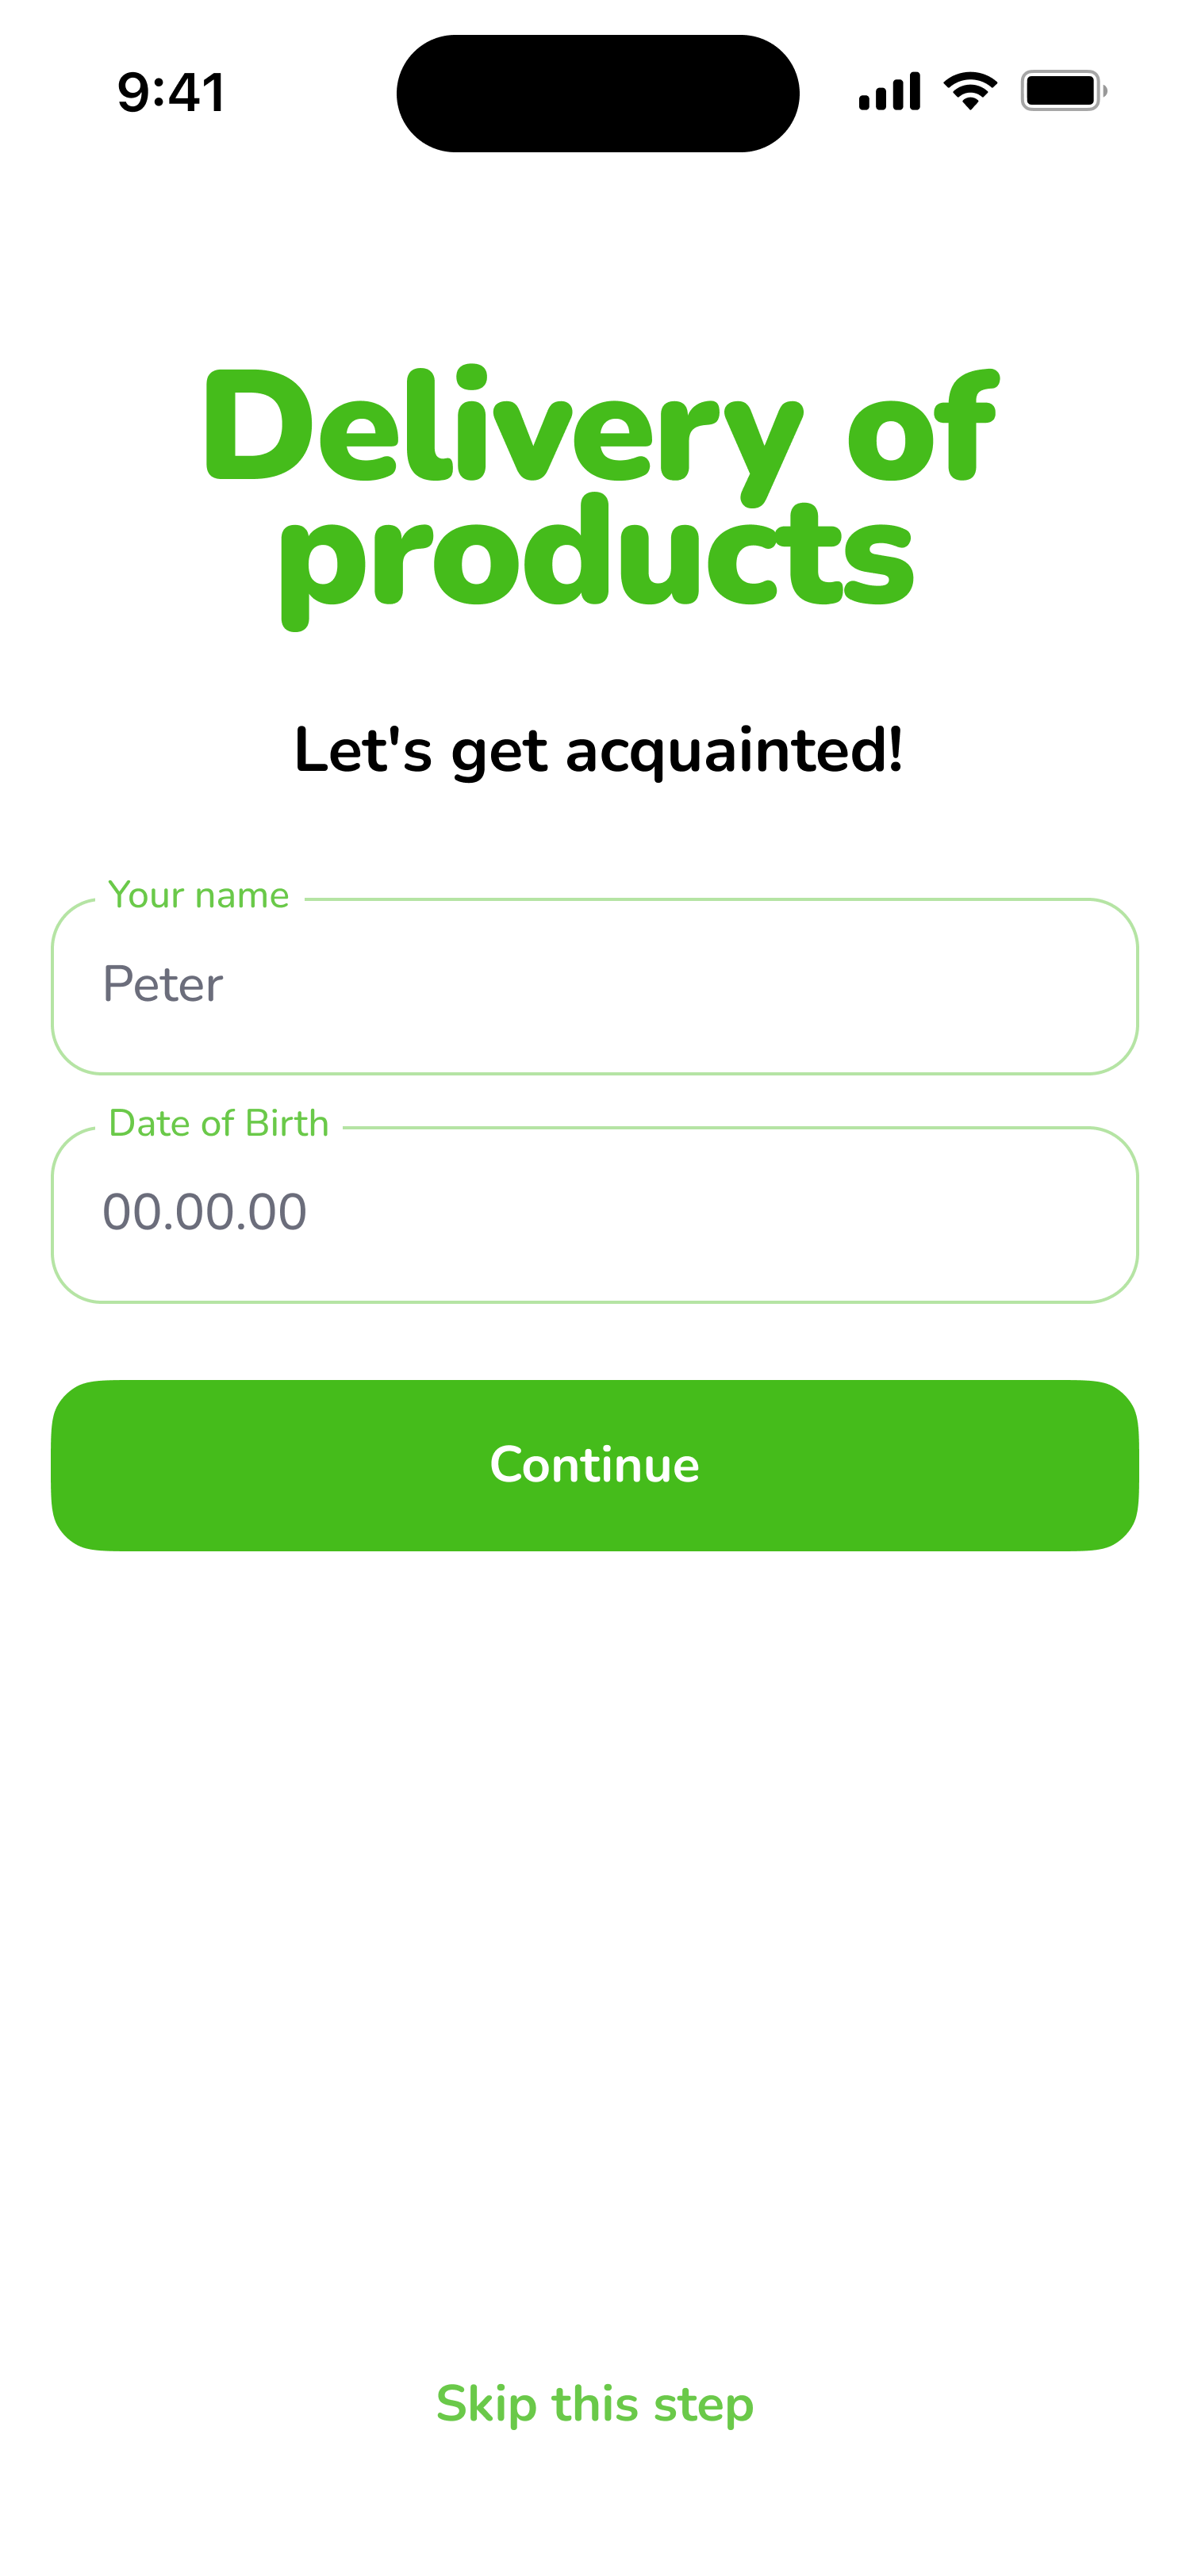 9:41
Delivery of
products
Let's get acquainted!
Your name
Peter
Date of Birth
00.00.00
Continue
Skip this step